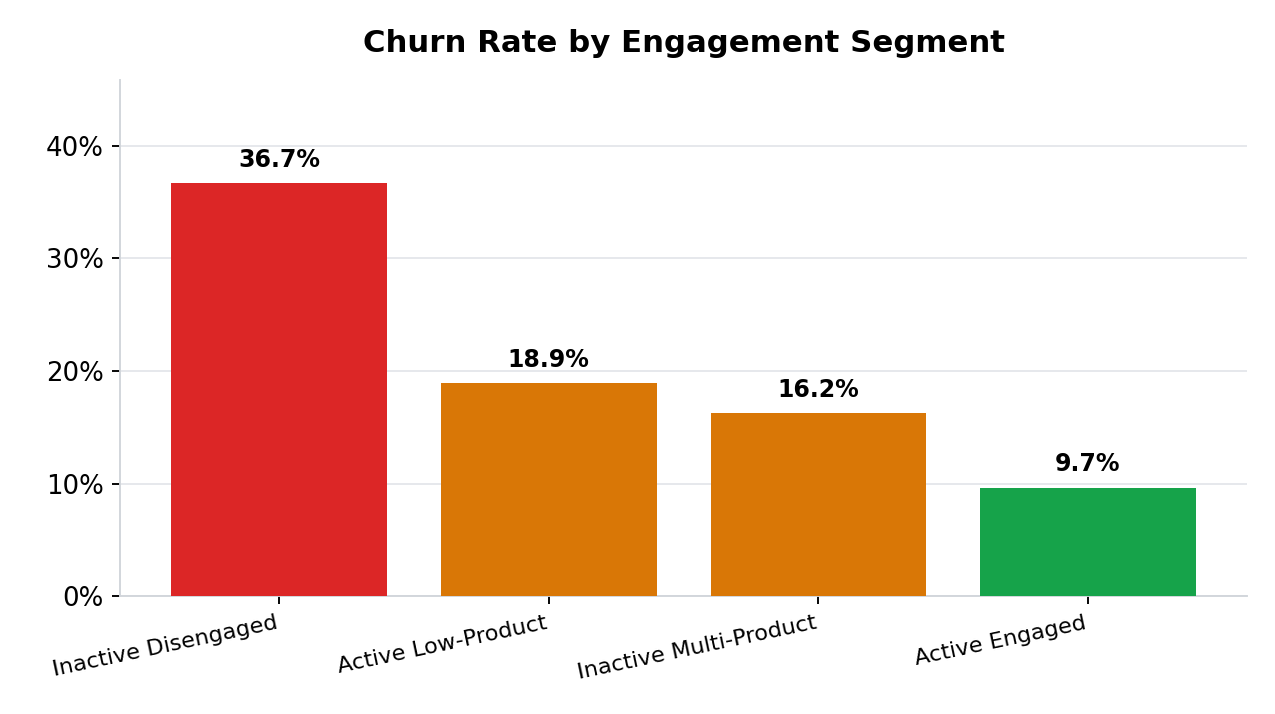 Churn Rate by Engagement Segment
40%
30%
20%
10%
0%
36.7%
18.9%
16.2%
9.7%
Inactive Disengaged
Active Low-Product
Inactive Multi-Product
Active Engaged